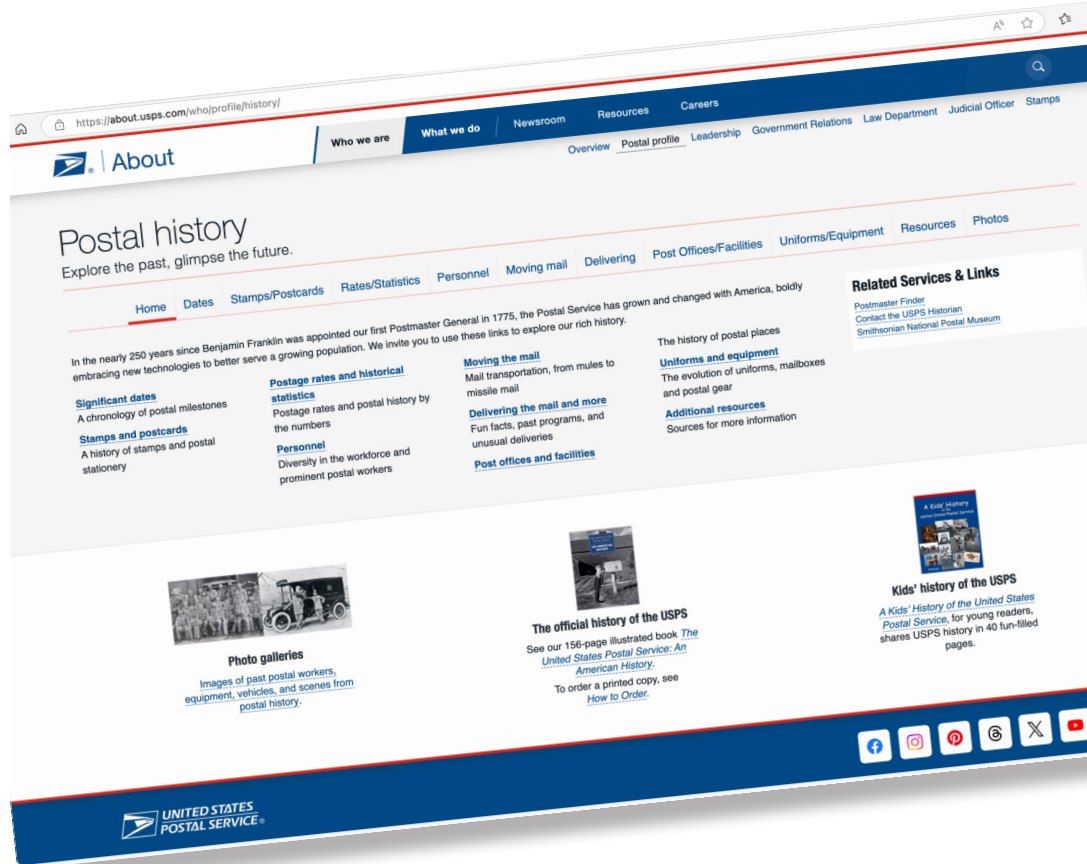 https://about.usps.com/who/profile/history/
About
Who we are
What we do
Newsroom
Resources
Careers
Overview
Postal profile
Leadership
Government Relations
Law Department
Judicial Officer
Stamps
Postal history
Explore the past, glimpse the future.
Home
Dates
Stamps/Postcards
Rates/Statistics
Personnel
Moving mail
Delivering
Post Offices/Facilities
Uniforms/Equipment
Resources
Photos
In the nearly 250 years since Benjamin Franklin was appointed our first Postmaster General in 1775, the Postal Service has grown and changed with America, boldly
embracing new technologies to better serve a growing population. We invite you to use these links to explore our rich history.
Significant dates
A chronology of postal milestones
Stamps and postcards
A history of stamps and postal
stationery
Postage rates and historical
statistics
Postage rates and postal history by
the numbers
Personnel
Diversity in the workforce and
prominent postal workers
Moving the mail
Mail transportation, from mules to
missile mail
Delivering the mail and more
Fun facts, past programs, and
unusual deliveries
Post offices and facilities
The history of postal places
Uniforms and equipment
The evolution of uniforms, mailboxes
and postal gear
Additional resources
Sources for more information
Related Services & Links
Postmaster Finder
Contact the USPS Historian
Smithsonian National Postal Museum
Photo galleries
Images of past postal workers,
equipment, vehicles, and scenes from
postal history.
The official history of the USPS
See our 156-page illustrated book The
United States Postal Service: An
American History.
To order a printed copy, see
How to Order.
A Kids' History
of the
United States Postal Service
Kids' history of the USPS
A Kids' History of the United States
Postal Service, for young readers,
shares USPS history in 40 fun-filled
pages.
UNITED STATES
POSTAL SERVICE®